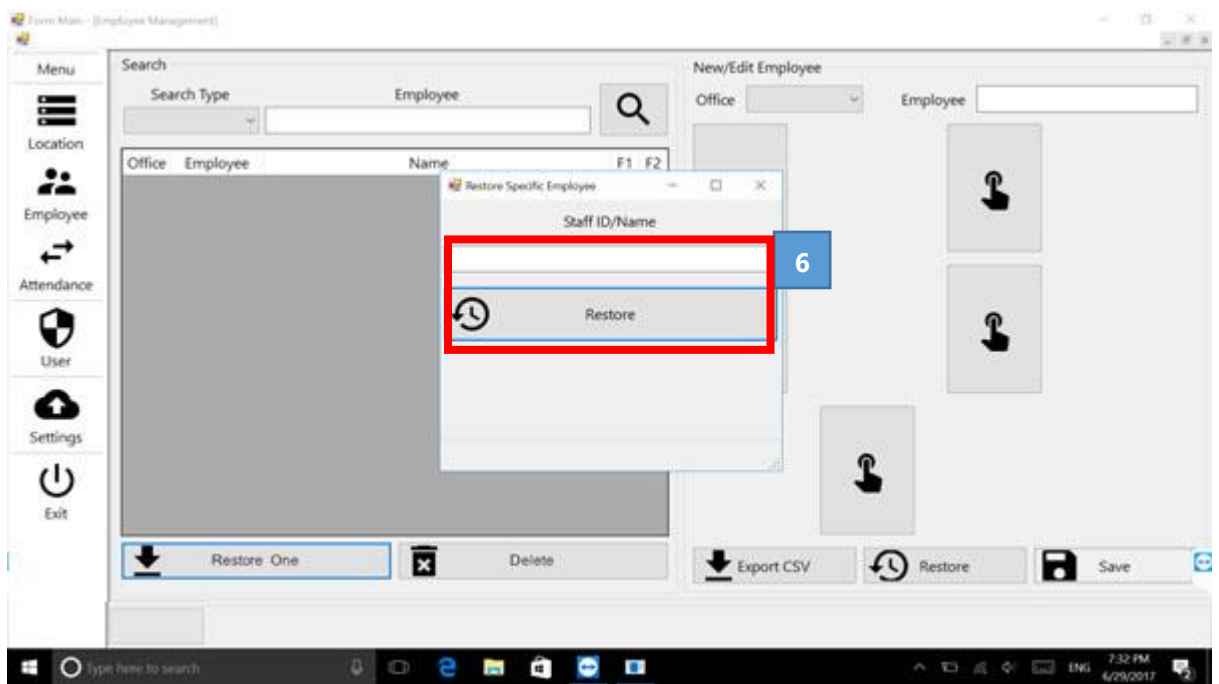 Form Main - [Employee Management]
Menu
Location
Employee
Attendance
User
Settings
Exit
Search
Search Type
Employee
Office Employee Name F1 F2
Restore One
Delete
New/Edit Employee
Office
Employee
Export CSV
Restore
Save
Restore Specific Employee
Staff ID/Name
Restore
6
Type here to search
ENG
7:32 PM
6/29/2017
2